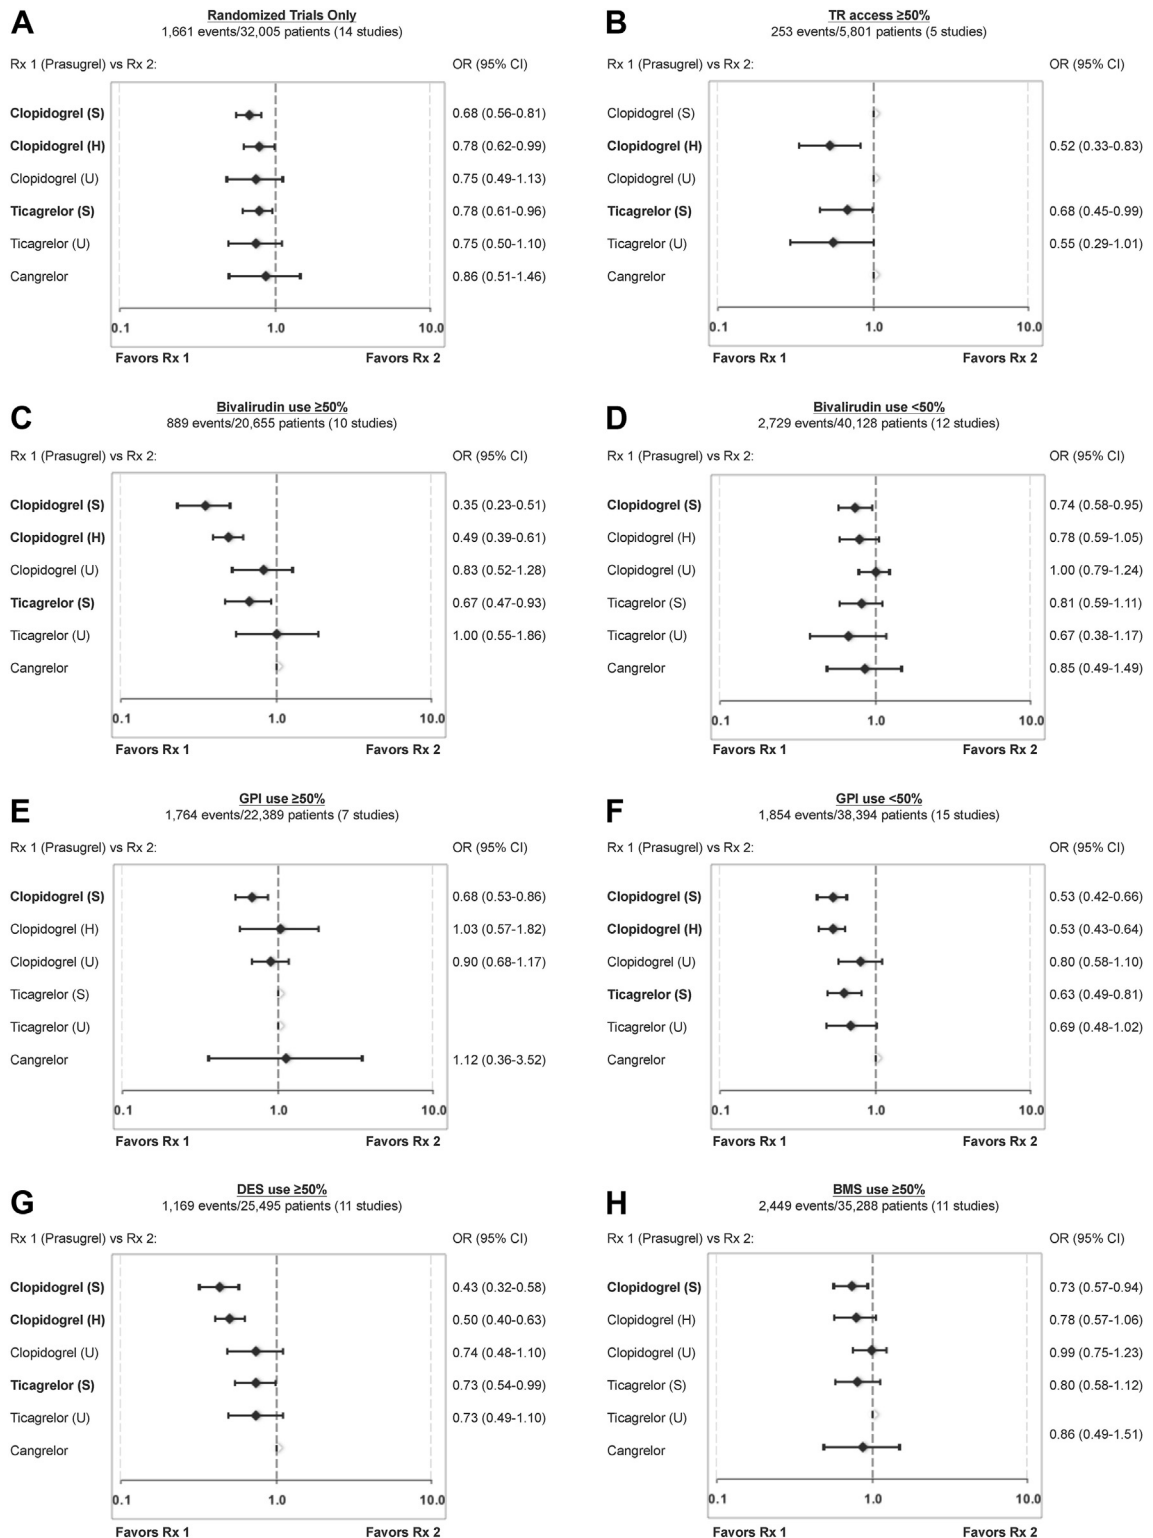 A
Randomized Trials Only
1,661 events/32,005 patients (14 studies)
Rx 1 (Prasugrel) vs Rx 2: OR (95% CI)
Clopidogrel (S) 0.68 (0.56-0.81)
Clopidogrel (H) 0.78 (0.62-0.99)
Clopidogrel (U) 0.75 (0.49-1.13)
Ticagrelor (S) 0.78 (0.61-0.96)
Ticagrelor (U) 0.75 (0.50-1.10)
Cangrelor 0.86 (0.51-1.46)
0.1 1.0 10.0
Favors Rx 1 Favors Rx 2
B
TR access ≥50%
253 events/5,801 patients (5 studies)
Rx 1 (Prasugrel) vs Rx 2: OR (95% CI)
Clopidogrel (S)
Clopidogrel (H) 0.52 (0.33-0.83)
Clopidogrel (U)
Ticagrelor (S) 0.68 (0.45-0.99)
Ticagrelor (U) 0.55 (0.29-1.01)
Cangrelor
0.1 1.0 10.0
Favors Rx 1 Favors Rx 2
C
Bivalirudin use ≥50%
889 events/20,655 patients (10 studies)
Rx 1 (Prasugrel) vs Rx 2: OR (95% CI)
Clopidogrel (S) 0.35 (0.23-0.51)
Clopidogrel (H) 0.49 (0.39-0.61)
Clopidogrel (U) 0.83 (0.52-1.28)
Ticagrelor (S) 0.67 (0.47-0.93)
Ticagrelor (U) 1.00 (0.55-1.86)
Cangrelor
0.1 1.0 10.0
Favors Rx 1 Favors Rx 2
D
Bivalirudin use <50%
2,729 events/40,128 patients (12 studies)
Rx 1 (Prasugrel) vs Rx 2: OR (95% CI)
Clopidogrel (S) 0.74 (0.58-0.95)
Clopidogrel (H) 0.78 (0.59-1.05)
Clopidogrel (U) 1.00 (0.79-1.24)
Ticagrelor (S) 0.81 (0.59-1.11)
Ticagrelor (U) 0.67 (0.38-1.17)
Cangrelor 0.85 (0.49-1.49)
0.1 1.0 10.0
Favors Rx 1 Favors Rx 2
E
GPI use ≥50%
1,764 events/22,389 patients (7 studies)
Rx 1 (Prasugrel) vs Rx 2: OR (95% CI)
Clopidogrel (S) 0.68 (0.53-0.86)
Clopidogrel (H) 1.03 (0.57-1.82)
Clopidogrel (U) 0.90 (0.68-1.17)
Ticagrelor (S)
Ticagrelor (U)
Cangrelor 1.12 (0.36-3.52)
0.1 1.0 10.0
Favors Rx 1 Favors Rx 2
F
GPI use <50%
1,854 events/38,394 patients (15 studies)
Rx 1 (Prasugrel) vs Rx 2: OR (95% CI)
Clopidogrel (S) 0.53 (0.42-0.66)
Clopidogrel (H) 0.53 (0.43-0.64)
Clopidogrel (U) 0.80 (0.58-1.10)
Ticagrelor (S) 0.63 (0.49-0.81)
Ticagrelor (U) 0.69 (0.48-1.02)
Cangrelor
0.1 1.0 10.0
Favors Rx 1 Favors Rx 2
G
DES use ≥50%
1,169 events/25,495 patients (11 studies)
Rx 1 (Prasugrel) vs Rx 2: OR (95% CI)
Clopidogrel (S) 0.43 (0.32-0.58)
Clopidogrel (H) 0.50 (0.40-0.63)
Clopidogrel (U) 0.74 (0.48-1.10)
Ticagrelor (S) 0.73 (0.54-0.99)
Ticagrelor (U) 0.73 (0.49-1.10)
Cangrelor
0.1 1.0 10.0
Favors Rx 1 Favors Rx 2
H
BMS use ≥50%
2,449 events/35,288 patients (11 studies)
Rx 1 (Prasugrel) vs Rx 2: OR (95% CI)
Clopidogrel (S) 0.73 (0.57-0.94)
Clopidogrel (H) 0.78 (0.57-1.06)
Clopidogrel (U) 0.99 (0.75-1.23)
Ticagrelor (S) 0.80 (0.58-1.12)
Ticagrelor (U)
0.86 (0.49-1.51)
Cangrelor
0.1 1.0 10.0
Favors Rx 1 Favors Rx 2